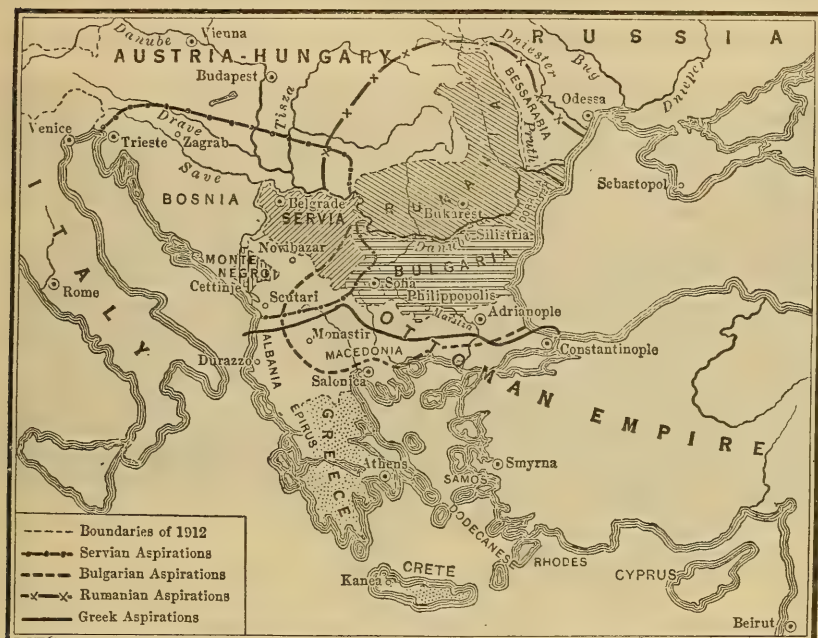 Danube
Vienna
RUSSIA
AUSTRIA-HUNGARY
Dniester
Bug
Dnieper
Budapest
Tisza
BESSARABIA
Odessa
Venice
Drave
Zagrab
Trieste
Pruth
Save
Sebastopol
BOSNIA
Belgrade
RUMANIA
Bukarest
DOBRUDJA
SERVIA
Danube
Silistria
Novibazar
BULGARIA
MONTE
NEGRO
Sofia
ITALY
Rome
Cettinje
Philippopolis
Scutari
Maritza
Adrianople
OTTOMAN EMPIRE
Monastir
Constantinople
MACEDONIA
Durazzo
ALBANIA
Salonica
EPIRUS
GREECE
Athens
Smyrna
SAMOS
DODECANESE
RHODES
CYPRUS
Kanea
CRETE
Beirut
Boundaries of 1912
Servian Aspirations
Bulgarian Aspirations
Rumanian Aspirations
Greek Aspirations